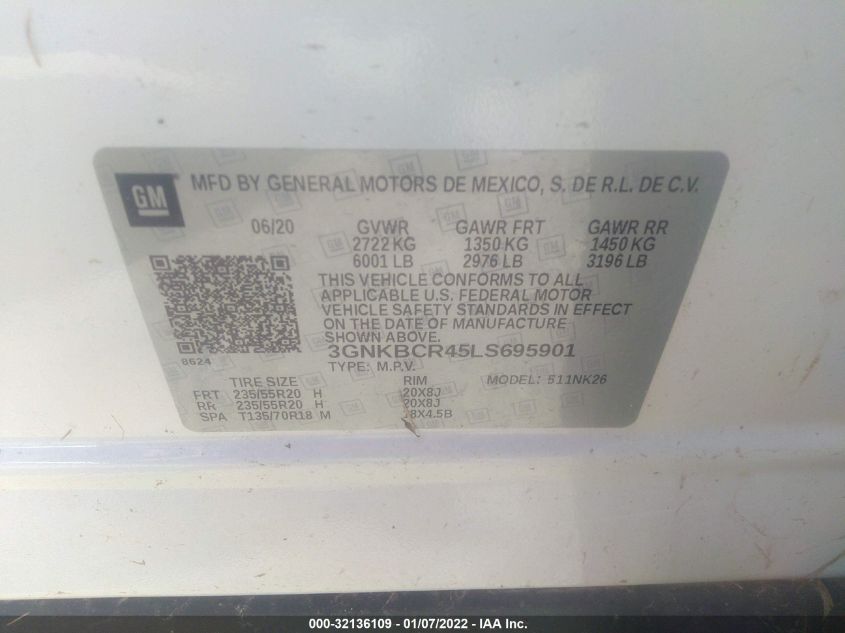 GM MFD BY GENERAL MOTORS DE MEXICO, S. DE R.L. DE C.V.
06/20 GVWR GAWR FRT GAWR RR
2722 KG 1350 KG 1450 KG
6001 LB 2976 LB 3196 LB
THIS VEHICLE CONFORMS TO ALL
APPLICABLE U.S. FEDERAL MOTOR
VEHICLE SAFETY STANDARDS IN EFFECT
ON THE DATE OF MANUFACTURE
SHOWN ABOVE.
8624 3GNKBCR45LS695901
TYPE: M.P.V.
TIRE SIZE RIM MODEL: 511NK26
FRT 235/55R20 H 20X8J
RR 235/55R20 H 20X8J
SPA T135/70R18 M 18X4.5B
000-32136109 - 01/07/2022 - IAA Inc.